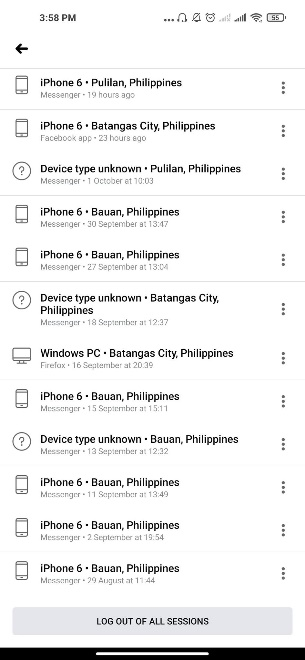 3:58 PM
55
iPhone 6 • Pulilan, Philippines
Messenger • 19 hours ago
iPhone 6 • Batangas City, Philippines
Facebook app • 23 hours ago
Device type unknown • Pulilan, Philippines
Messenger • 1 October at 10:03
iPhone 6 • Bauan, Philippines
Messenger • 30 September at 13:47
iPhone 6 • Bauan, Philippines
Messenger • 27 September at 13:04
Device type unknown • Batangas City,
Philippines
Messenger • 18 September at 12:37
Windows PC • Batangas City, Philippines
Firefox • 16 September at 20:39
iPhone 6 • Bauan, Philippines
Messenger • 15 September at 15:11
Device type unknown • Bauan, Philippines
Messenger • 13 September at 12:32
iPhone 6 • Bauan, Philippines
Messenger • 11 September at 13:49
iPhone 6 • Bauan, Philippines
Messenger • 2 September at 19:54
iPhone 6 • Bauan, Philippines
Messenger • 29 August at 11:44
LOG OUT OF ALL SESSIONS